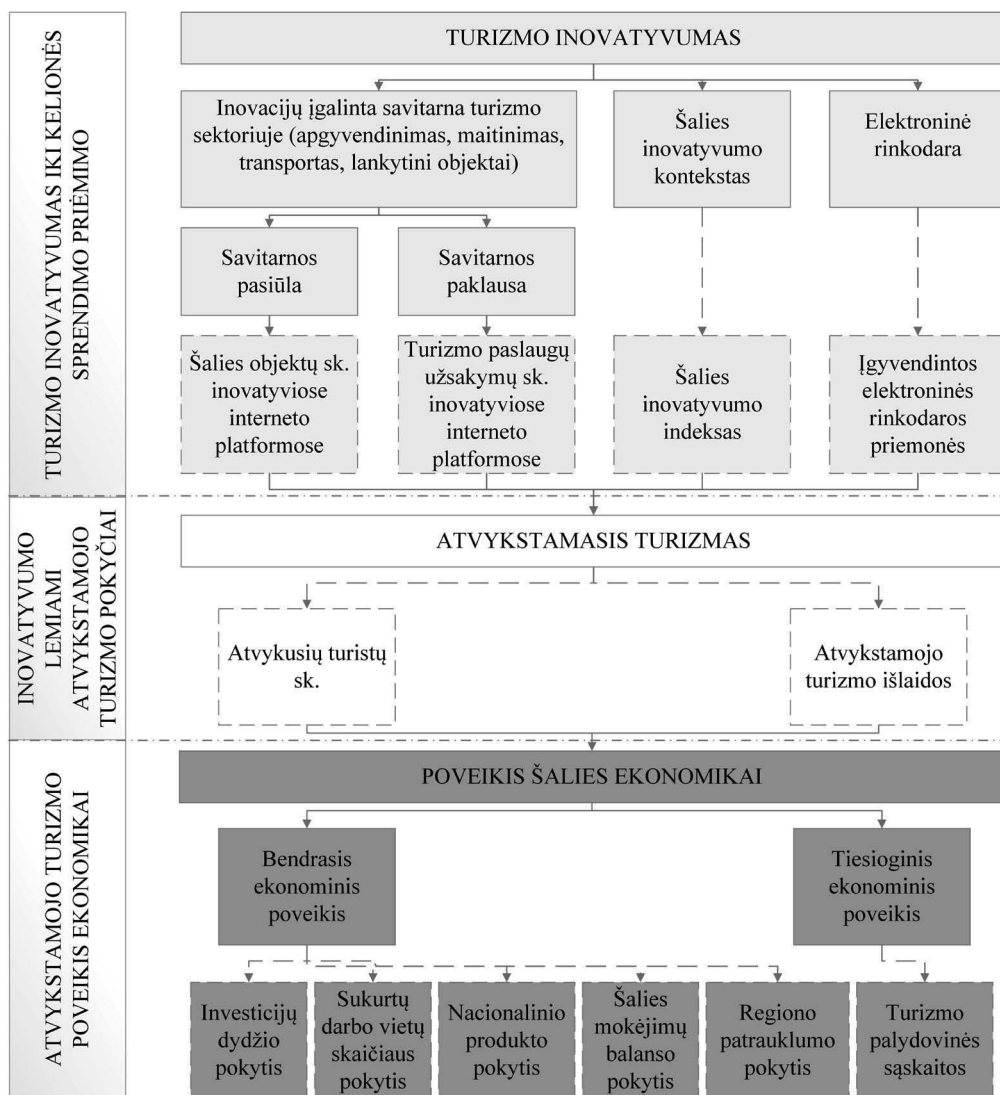 TURIZMO INOVATYVUMAS IKI KELIONĖS
SPRENDIMO PRIĖMIMO
TURIZMO INOVATYVUMAS
Inovacijų įgalinta savitarna turizmo
sektoriuje (apgyvendinimas, maitinimas,
transportas, lankytini objektai)
Šalies
inovatyvumo
kontekstas
Elektroninė
rinkodara
Savitarnos
pasiūla
Savitarnos
paklausa
Šalies objektų sk.
inovatyviose
interneto
platformose
Turizmo paslaugų
užsakymų sk.
inovatyviose
interneto
platformose
Šalies
inovatyvumo
indeksas
Įgyvendintos
elektroninės
rinkodaros
priemonės
INOVATYVUMO
LEMIAMI
ATVYKSTAMOJO
TURIZMO POKYČIAI
ATVYKSTAMASIS TURIZMAS
Atvykusių turistų
sk.
Atvykstamojo
turizmo išlaidos
ATVYKSTAMOJO TURIZMO
POVEIKIS EKONOMIKAI
POVEIKIS ŠALIES EKONOMIKAI
Bendrasis
ekonominis
poveikis
Tiesioginis
ekonominis
poveikis
Investicijų
dydžio
pokytis
Sukurtų
darbo vietų
skaičiaus
pokytis
Nacionalinio
produkto
pokytis
Šalies
mokėjimų
balanso
pokytis
Regiono
patrauklumo
pokytis
Turizmo
palydovinės
sąskaitos